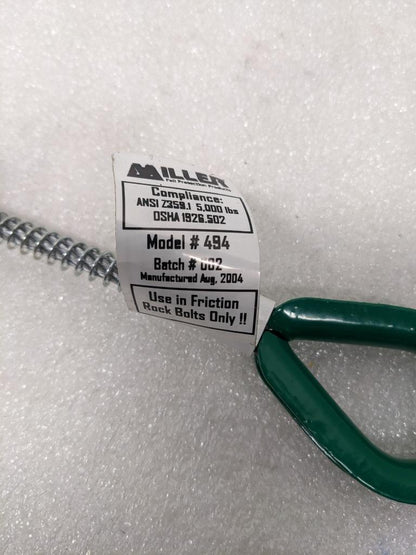 MILLER
Fall Protection Products
Compliance:
ANSI Z359.1 5,000 lbs
OSHA 1926.502
Model # 494
Batch # 002
Manufactured Aug, 2004
Use in Friction
Rock Bolts Only !!